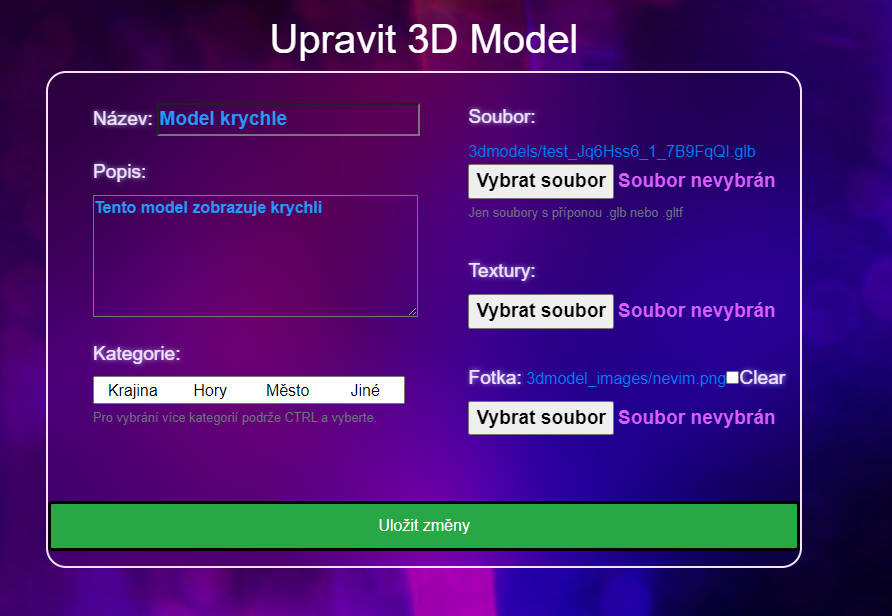 Upravit 3D Model
Název: Model krychle
Popis:
Tento model zobrazuje krychli
Kategorie:
Krajina Hory Město Jiné
Pro vybrání více kategorií podrže CTRL a vyberte.
Soubor:
3dmodels/test_Jq6Hss6_1_7B9FqQl.glb
Vybrat soubor Soubor nevybrán
Jen soubory s příponou .glb nebo .gltf
Textury:
Vybrat soubor Soubor nevybrán
Fotka: 3dmodel_images/nevim.png Clear
Vybrat soubor Soubor nevybrán
Uložit změny